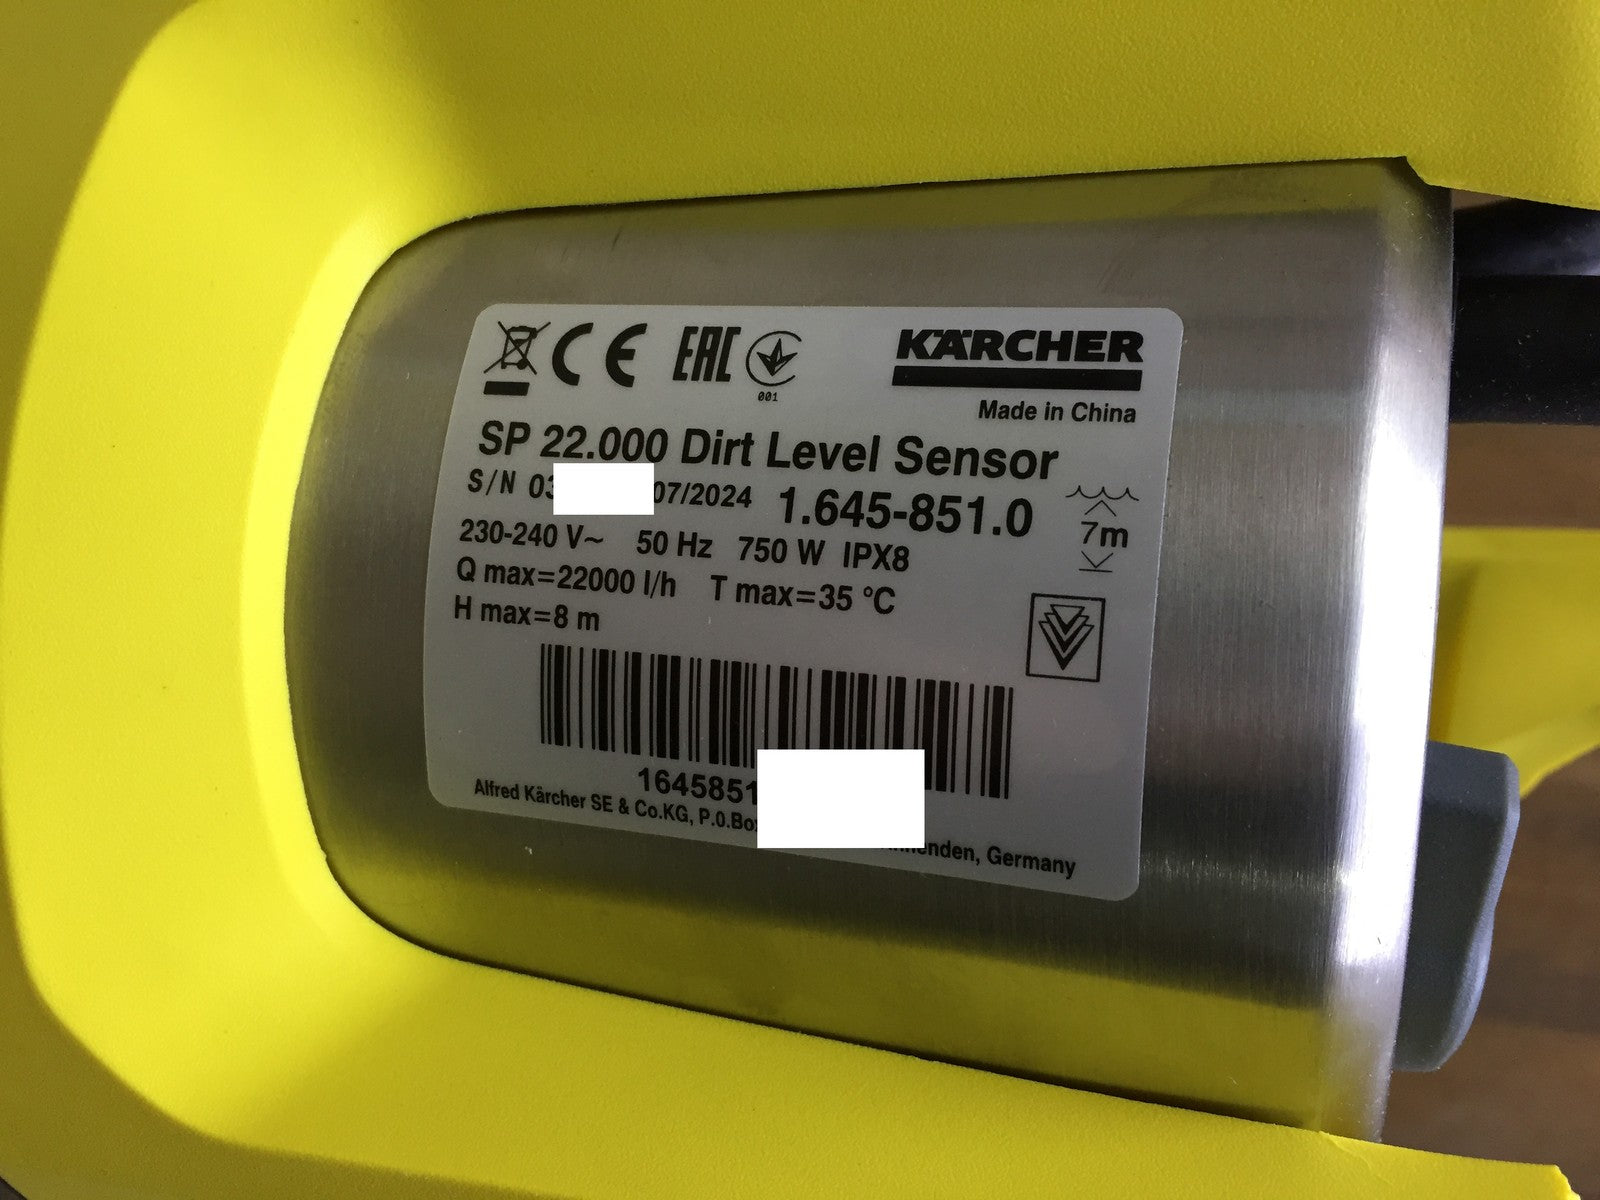 CE EAC
001
KÄRCHER
Made in China
SP 22.000 Dirt Level Sensor
S/N 03 07/2024 1.645-851.0
7m
230-240 V~ 50 Hz 750 W IPX8
Q max=22000 l/h T max=35 °C
H max=8 m
1645851
Alfred Kärcher SE & Co.KG, P.O.Box Germany